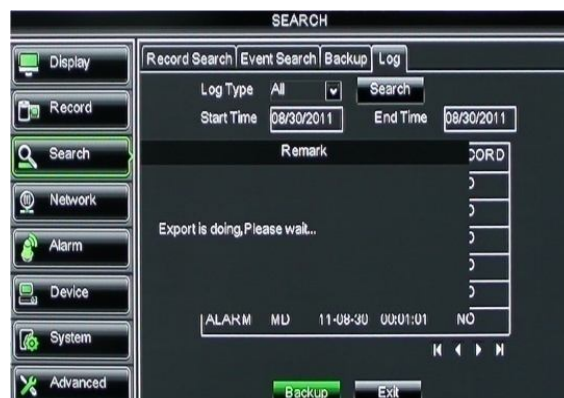 SEARCH
Display
Record
Search
Network
Alarm
Device
System
Advanced
Record Search Event Search Backup Log
Log Type All Search
Start Time 08/30/2011 End Time 08/30/2011
Remark
Export is doing,Please wait...
ALARM MD 11-08-30 00:01:01 NO
Backup Exit